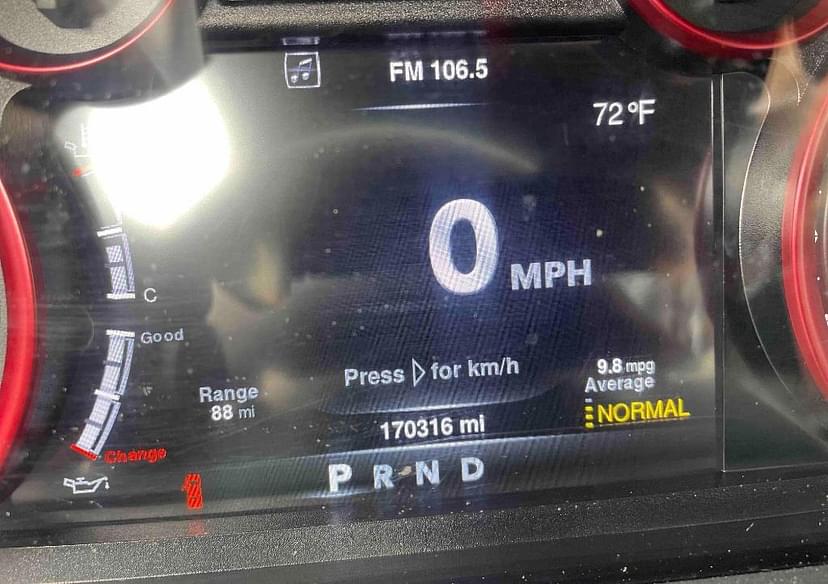 FM 106.5
72°F
0 MPH
C
Good
Press ▷ for km/h
Range
88 mi
9.8 mpg
Average
NORMAL
170316 mi
Change
P R N D